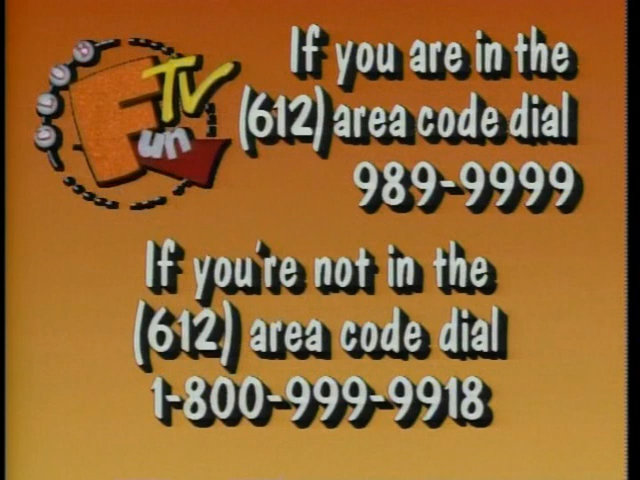 TV
Fun
If you are in the
(612) area code dial
989-9999
If you're not in the
(612) area code dial
1-800-999-9918